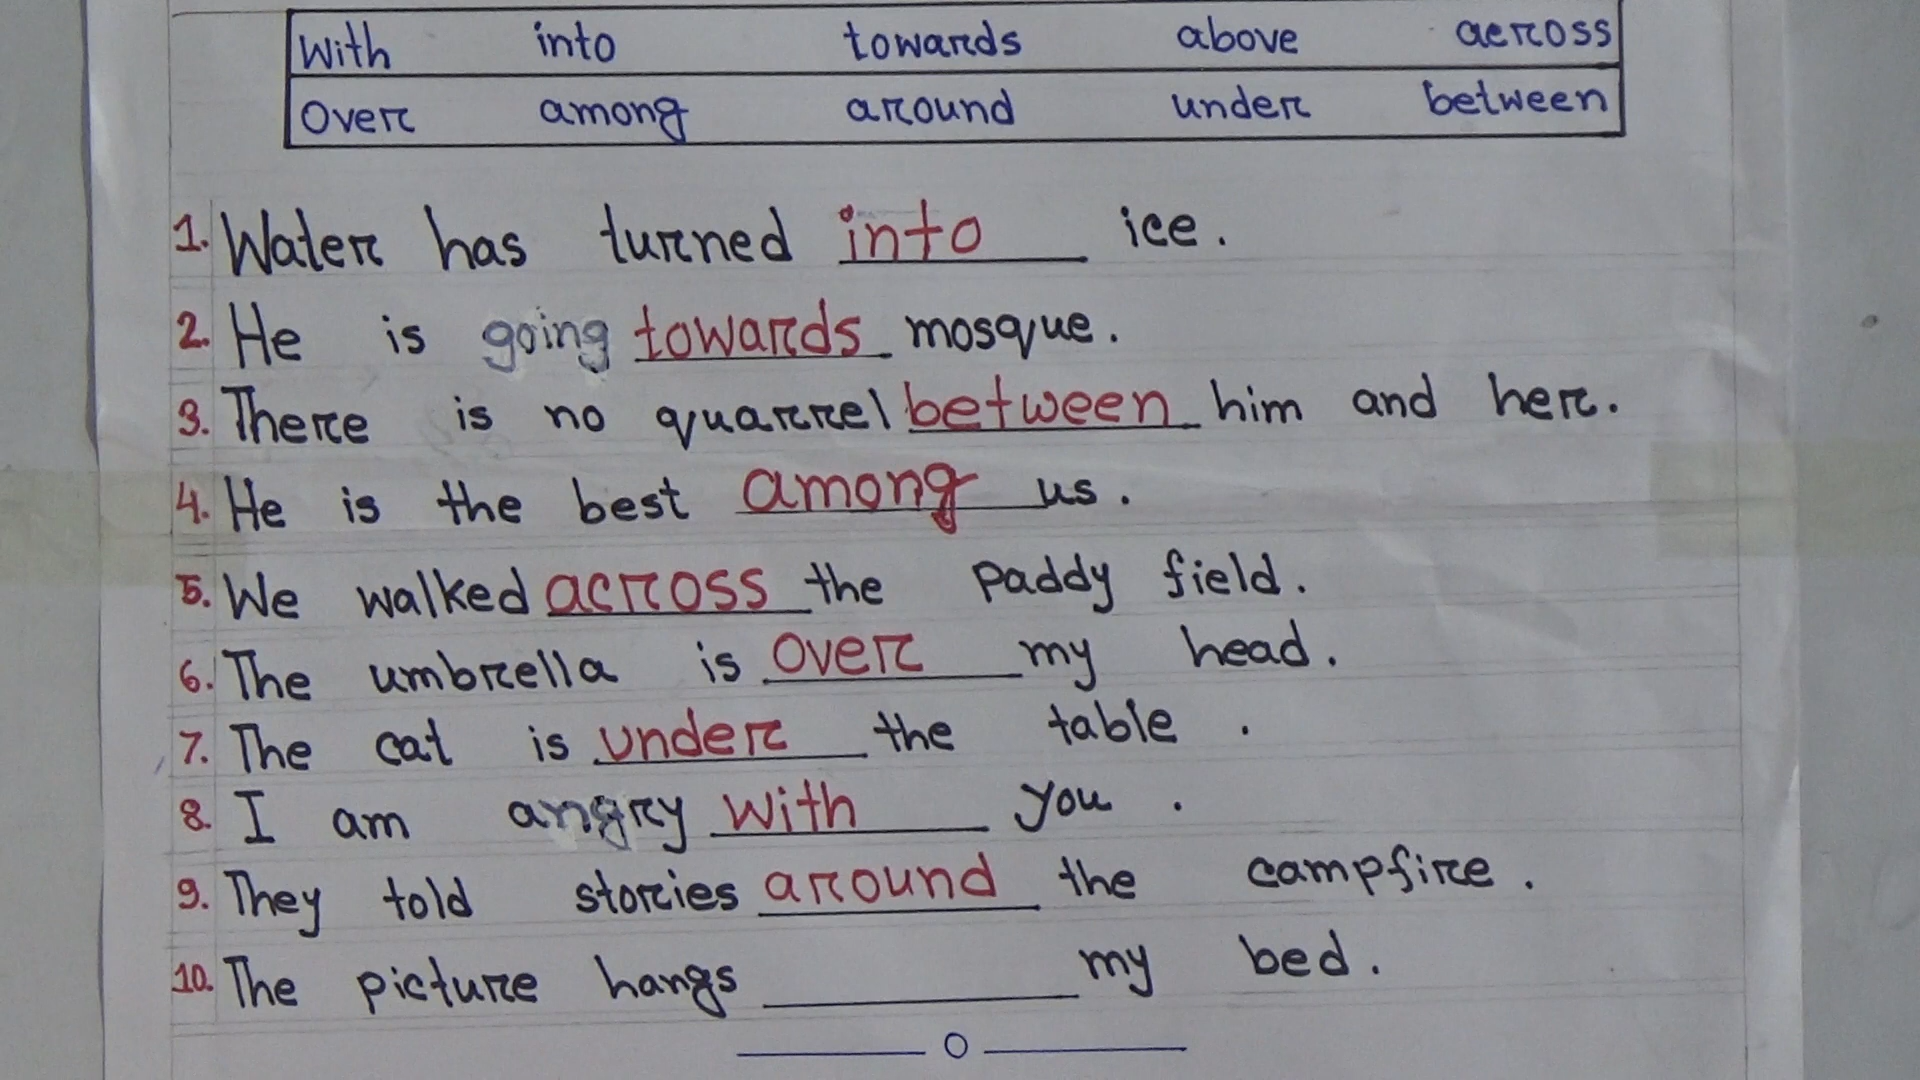 With into towards above across
Over among around under between
1. Water has turned into ice.
2. He is going towards mosque.
3. There is no quarrel between him and her.
4. He is the best among us.
5. We walked across the paddy field.
6. The umbrella is over my head.
7. The cat is under the table.
8. I am angry with you.
9. They told stories around the campfire.
10. The picture hangs ________ my bed.